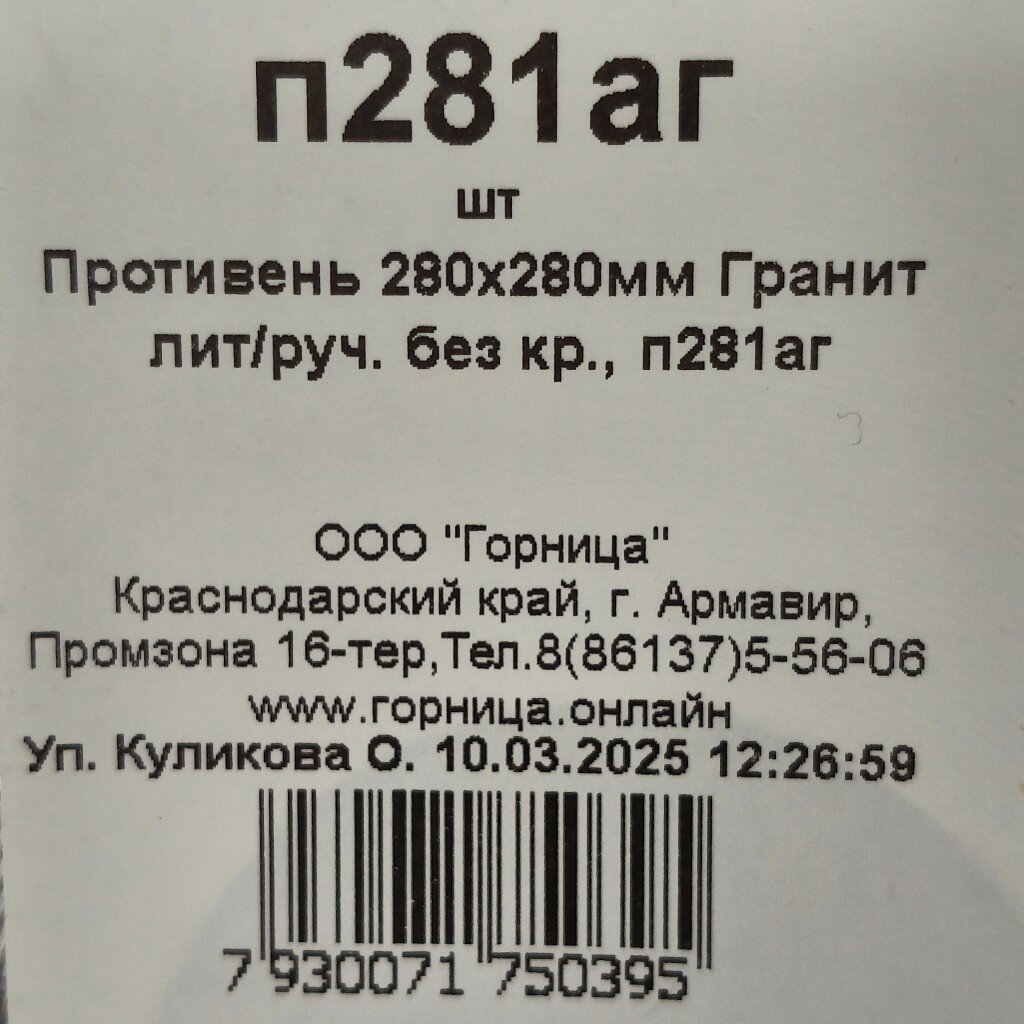 п281аг
шт
Противень 280х280мм Гранит
лит/руч. без кр., п281аг
ООО "Горница"
Краснодарский край, г. Армавир,
Промзона 16-тер,Тел.8(86137)5-56-06
www.горница.онлайн
Уп. Куликова О. 10.03.2025 12:26:59
7 930071 750395